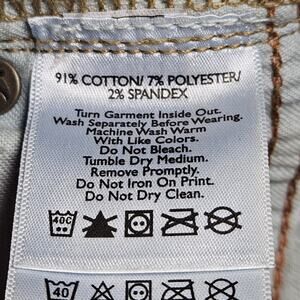 91% COTTON/ 7% POLYESTER/
2% SPANDEX
Turn Garment Inside Out.
Wash Separately Before Wearing.
Machine Wash Warm
With Like Colors.
Do Not Bleach.
Tumble Dry Medium.
Remove Promptly.
Do Not Iron On Print.
Do Not Dry Clean.
40C
40